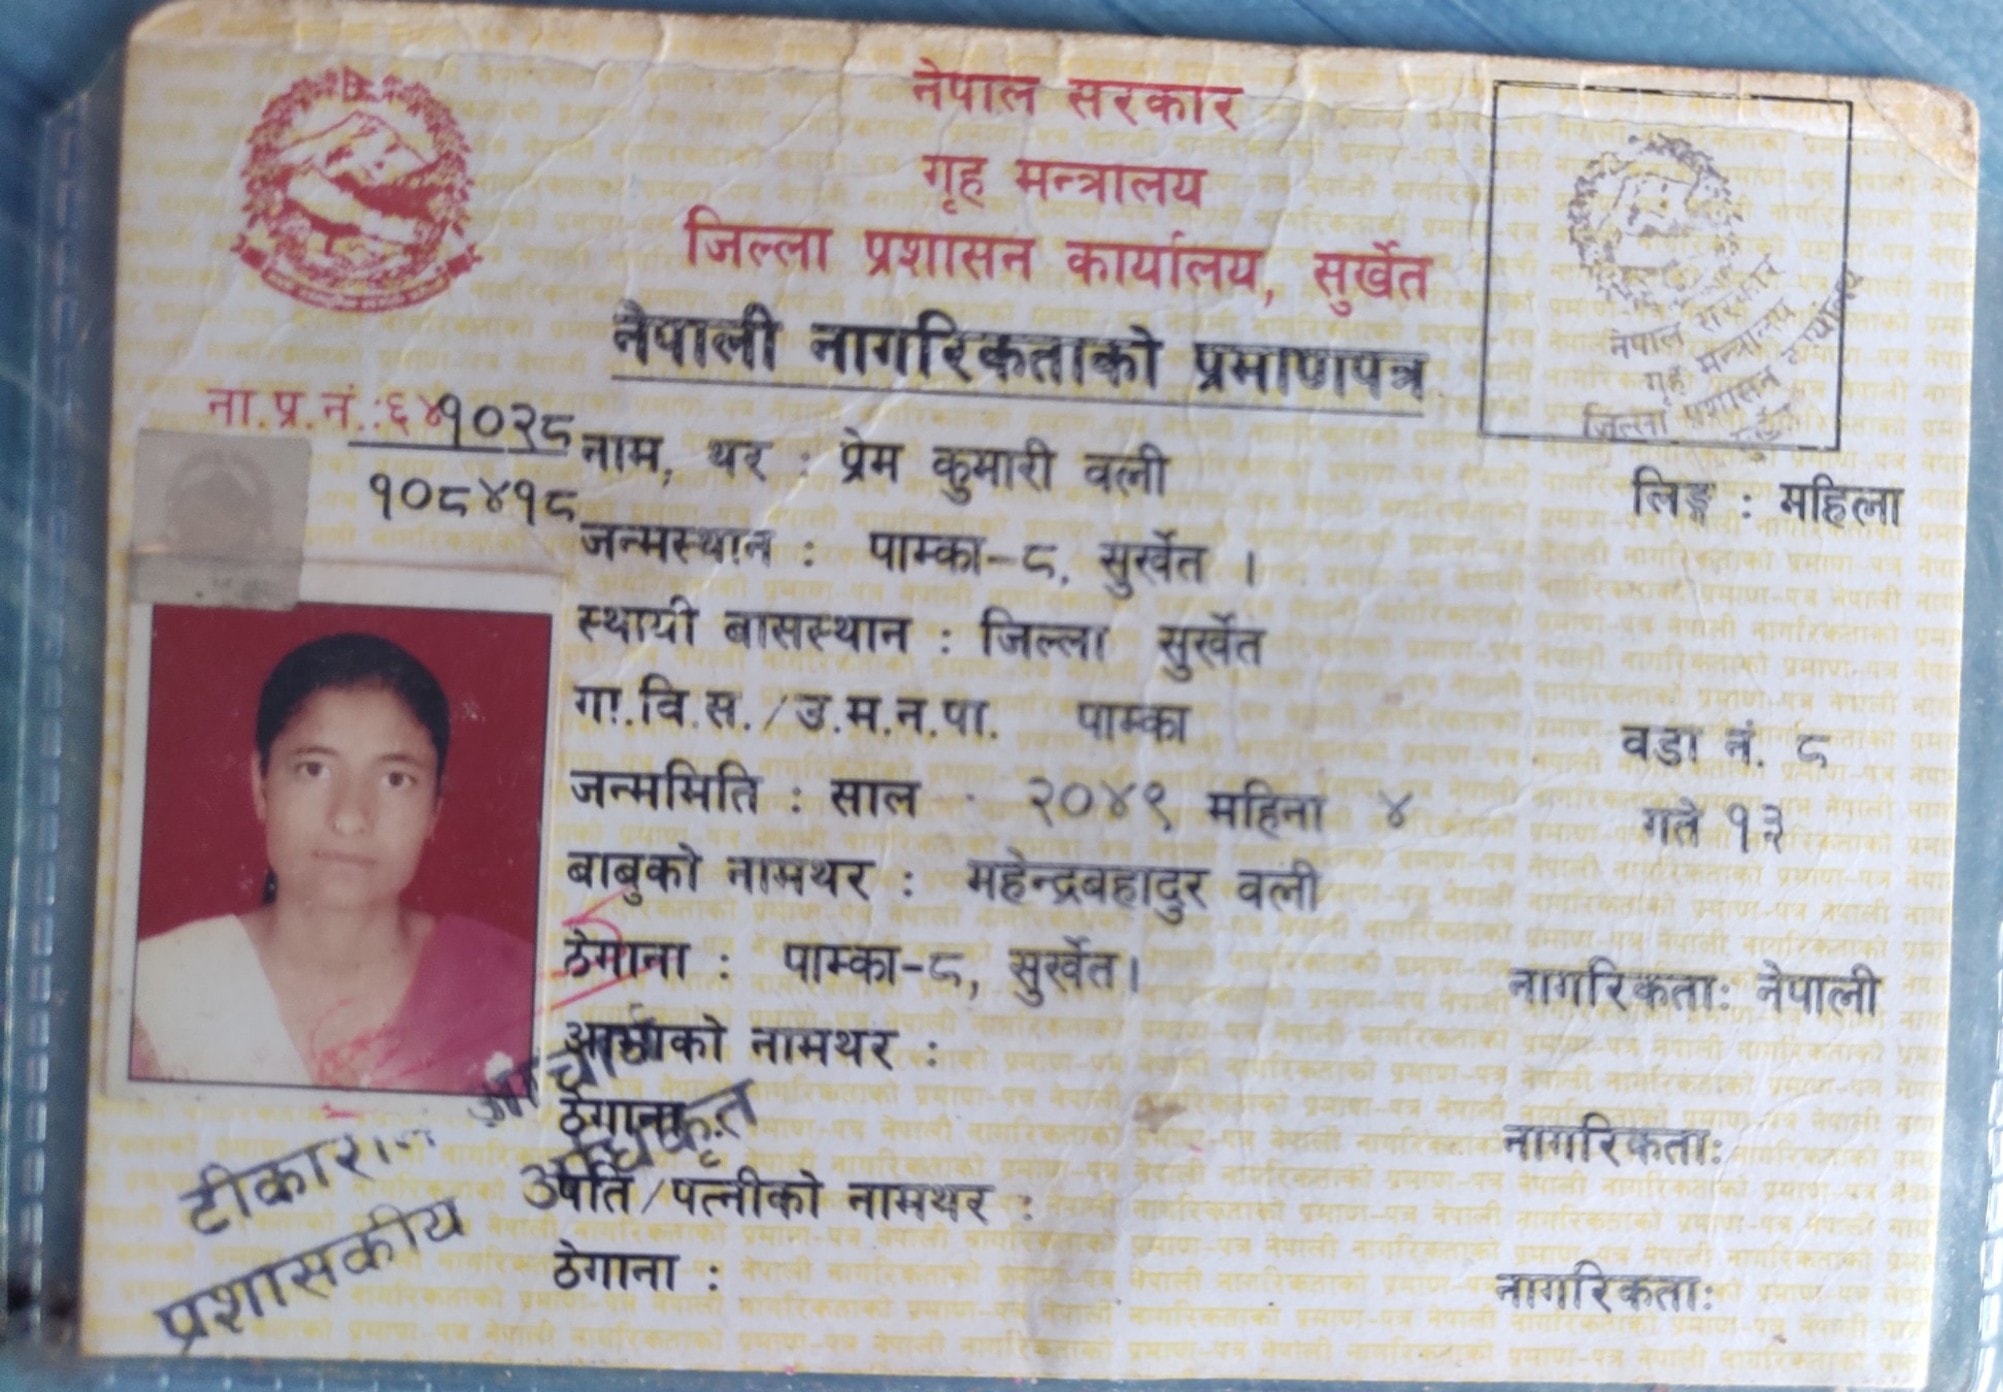 नेपाल सरकार
गृह मन्त्रालय
जिल्ला प्रशासन कार्यालय, सुर्खेत
नेपाली नागरिकताको प्रमाणपत्र
नेपाल सरकार
गृह मन्त्रालय
जिल्ला प्रशासन कार्यालय
सुर्खेत
ना.प्र.नं.:६४१०२८
१०८४१८
नाम, थर : प्रेम कुमारी वली लिङ्ग : महिला
जन्मस्थान : पाम्का-८, सुर्खेत ।
स्थायी बासस्थान : जिल्ला सुर्खेत
गा.वि.स./उ.म.न.पा. पाम्का वडा नं. ८
जन्ममिति : साल २०४९ महिना ४ गते १३
बाबुको नामथर : महेन्द्रबहादुर वली
ठेगाना : पाम्का-८, सुर्खेत। नागरिकताः नेपाली
आमाको नामथर :
ठेगाना : नागरिकताः
पति/पत्नीको नामथर :
ठेगाना : नागरिकताः
प्रशासकीय अधिकृत